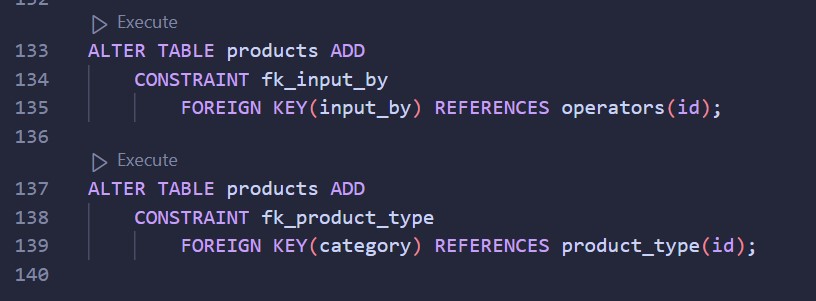 Execute
133 ALTER TABLE products ADD
134 CONSTRAINT fk_input_by
135 FOREIGN KEY(input_by) REFERENCES operators(id);
136
Execute
137 ALTER TABLE products ADD
138 CONSTRAINT fk_product_type
139 FOREIGN KEY(category) REFERENCES product_type(id);
140